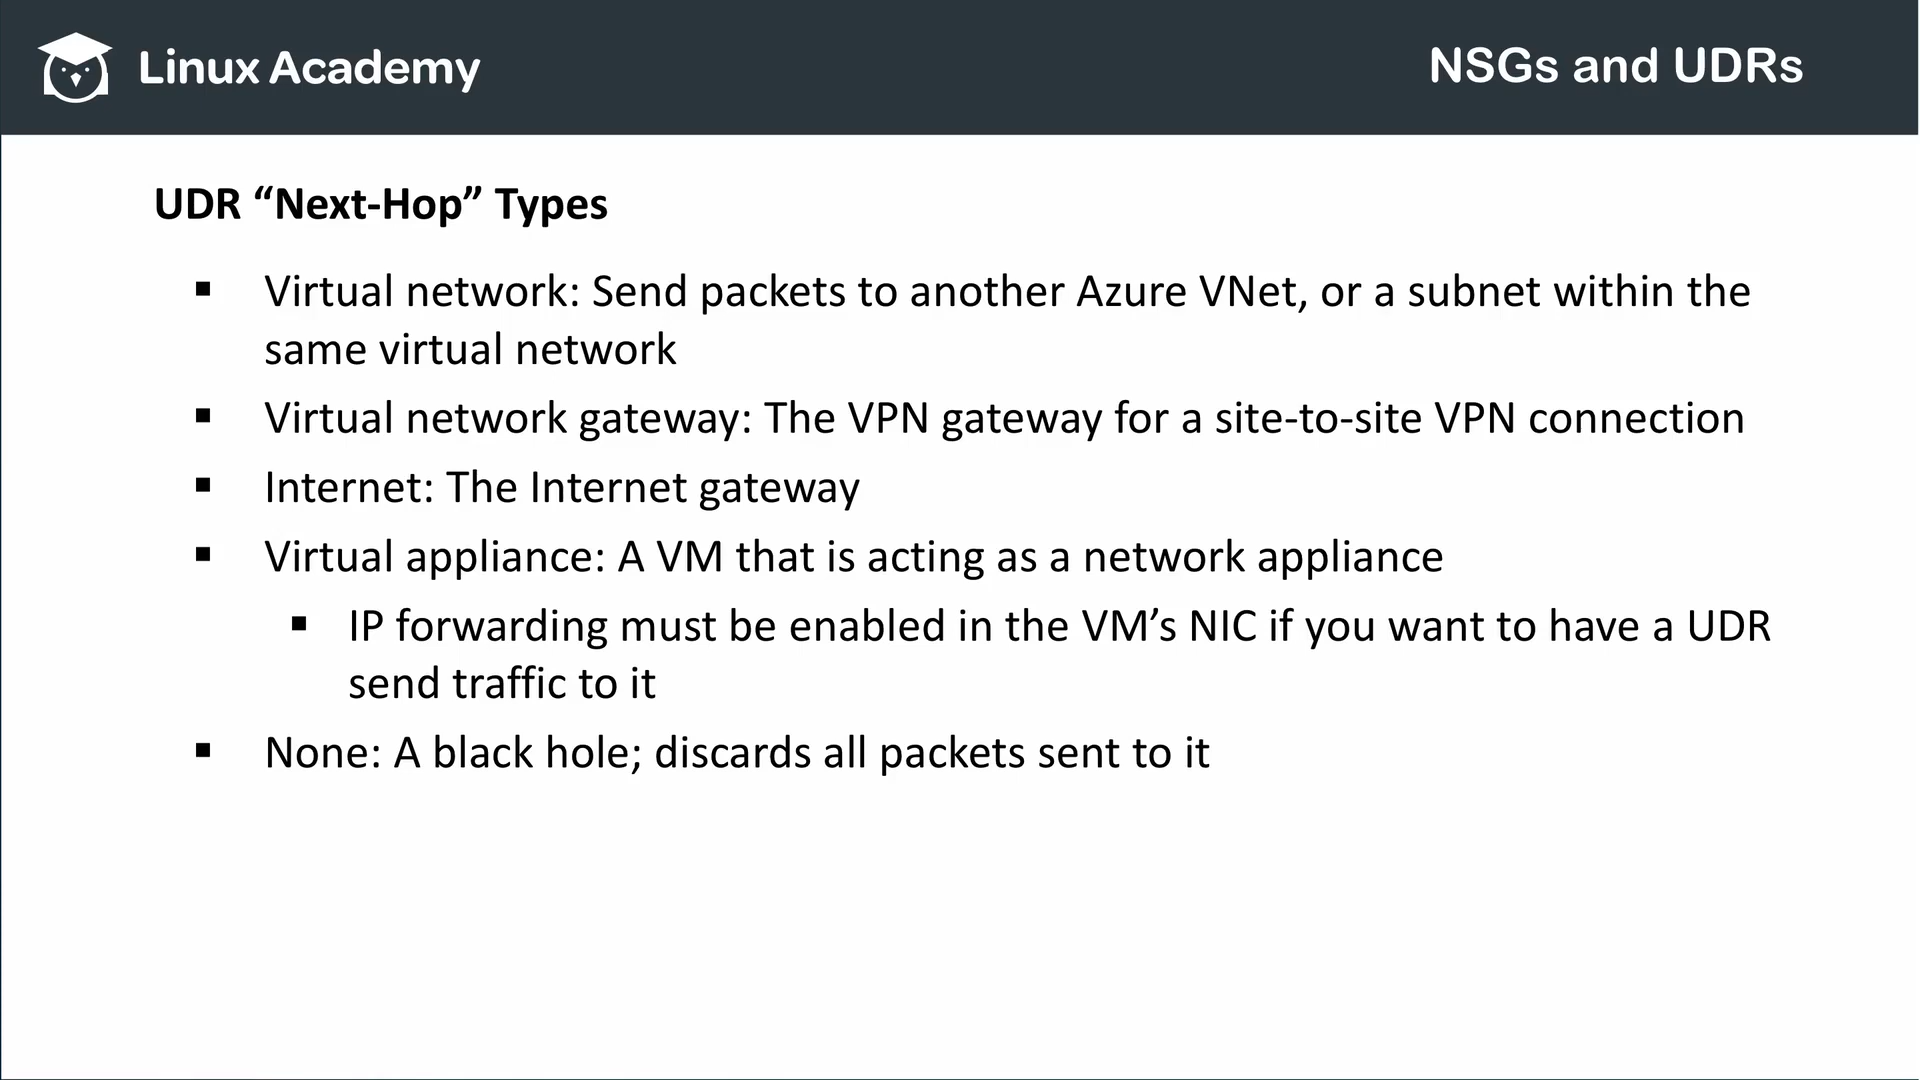 Linux Academy
NSGs and UDRs
UDR “Next-Hop” Types
▪ Virtual network: Send packets to another Azure VNet, or a subnet within the
same virtual network
▪ Virtual network gateway: The VPN gateway for a site-to-site VPN connection
▪ Internet: The Internet gateway
▪ Virtual appliance: A VM that is acting as a network appliance
▪ IP forwarding must be enabled in the VM’s NIC if you want to have a UDR
send traffic to it
▪ None: A black hole; discards all packets sent to it